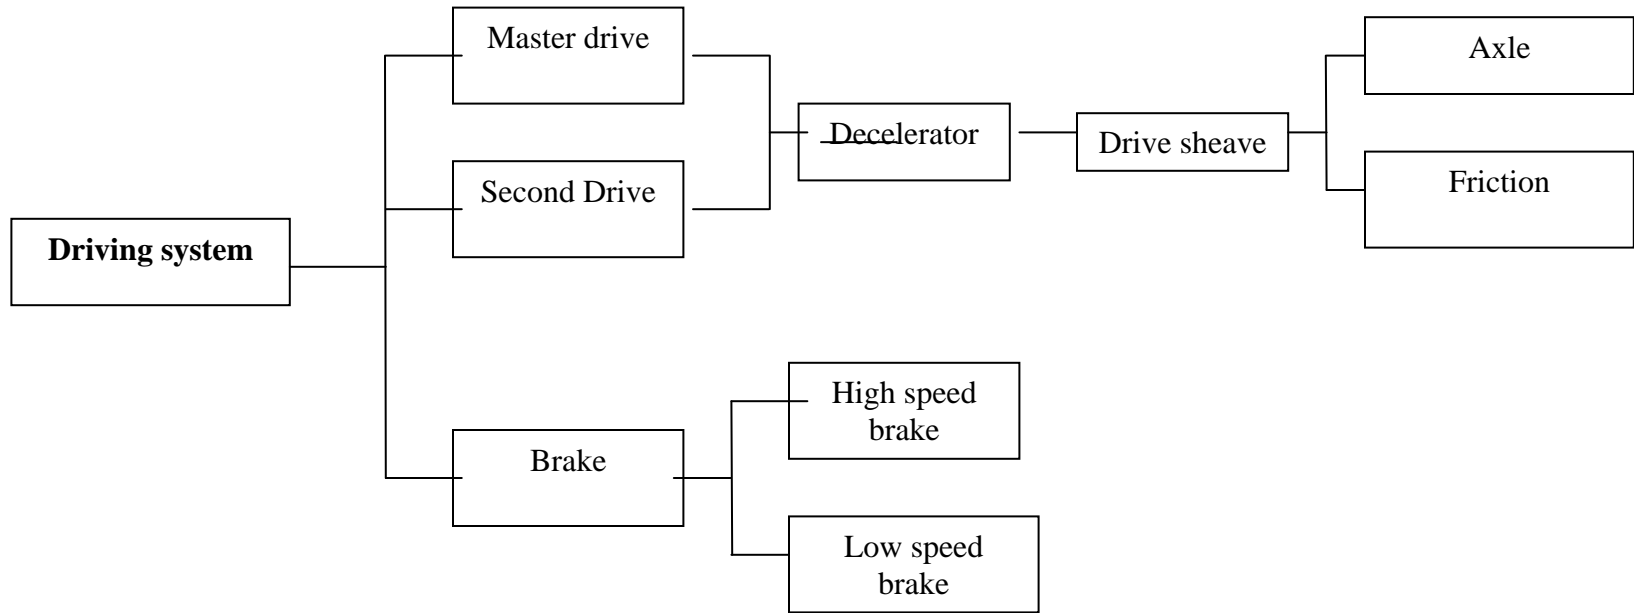 Master drive
Axle
Decelerator
Drive sheave
Second Drive
Friction
Driving system
High speed
brake
Brake
Low speed
brake